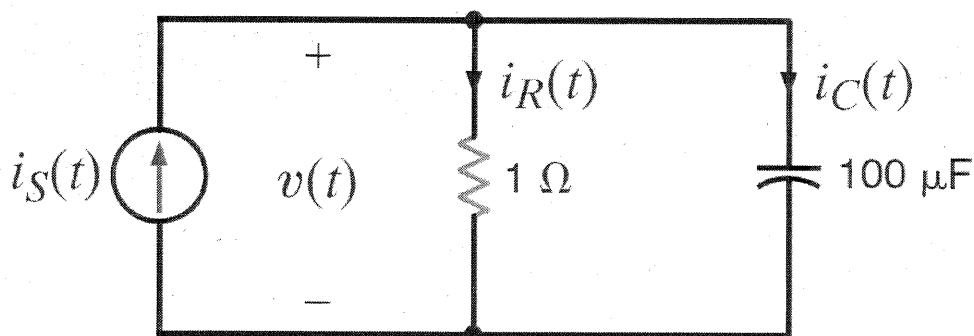 +
i_R(t)
i_C(t)
i_S(t)
v(t)
1 Ω
100 μF
−